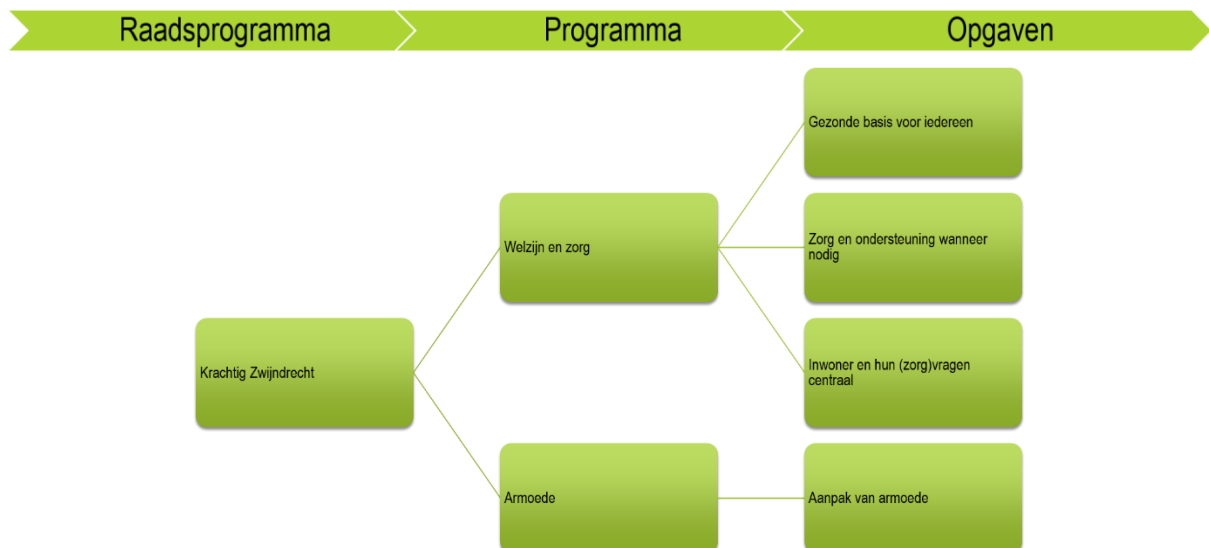 Raadsprogramma
Programma
Opgaven
Gezonde basis voor iedereen
Welzijn en zorg
Zorg en ondersteuning wanneer
nodig
Krachtig Zwijndrecht
Inwoner en hun (zorg)vragen
centraal
Armoede
Aanpak van armoede